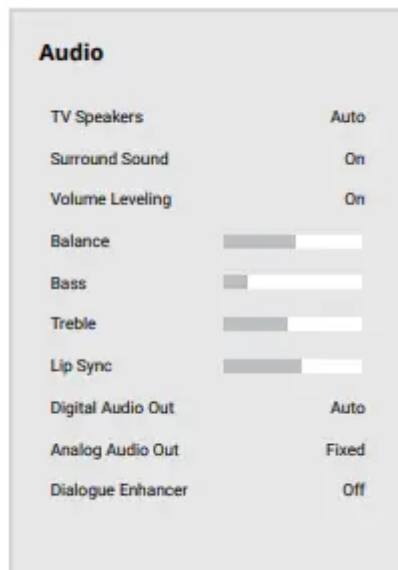 Audio
TV Speakers Auto
Surround Sound On
Volume Leveling On
Balance
Bass
Treble
Lip Sync
Digital Audio Out Auto
Analog Audio Out Fixed
Dialogue Enhancer Off